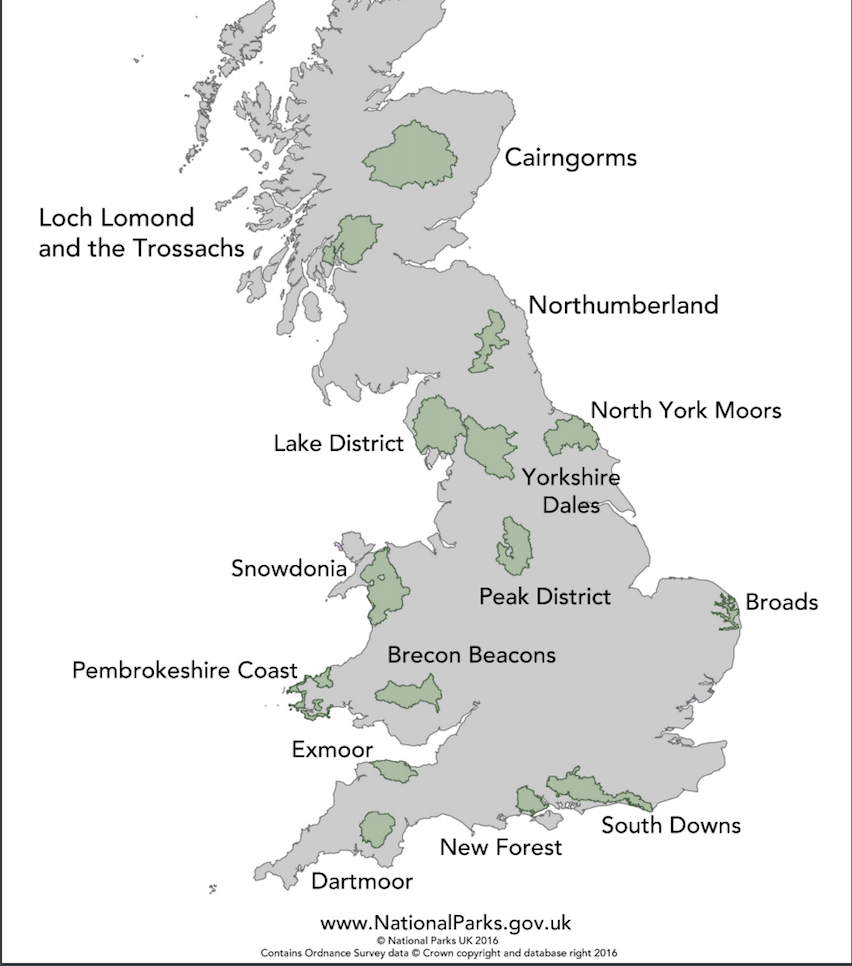 Cairngorms
Loch Lomond
and the Trossachs
Northumberland
North York Moors
Lake District
Yorkshire
Dales
Snowdonia
Peak District
Broads
Brecon Beacons
Pembrokeshire Coast
Exmoor
South Downs
New Forest
Dartmoor
www.NationalParks.gov.uk
© National Parks UK 2016
Contains Ordnance Survey data © Crown copyright and database right 2016